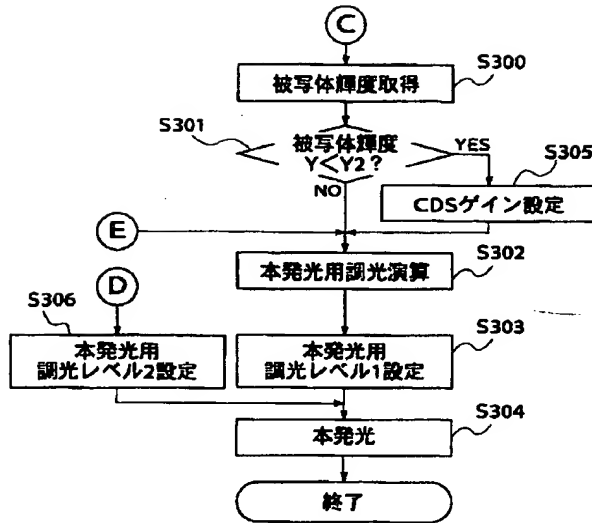 C
S300
被写体輝度取得
S301
被写体輝度
Y<Y2?
YES
S305
NO
CDSゲイン設定
E
S302
本発光用調光演算
D
S306
S303
本発光用
調光レベル2設定
本発光用
調光レベル1設定
S304
本発光
終了